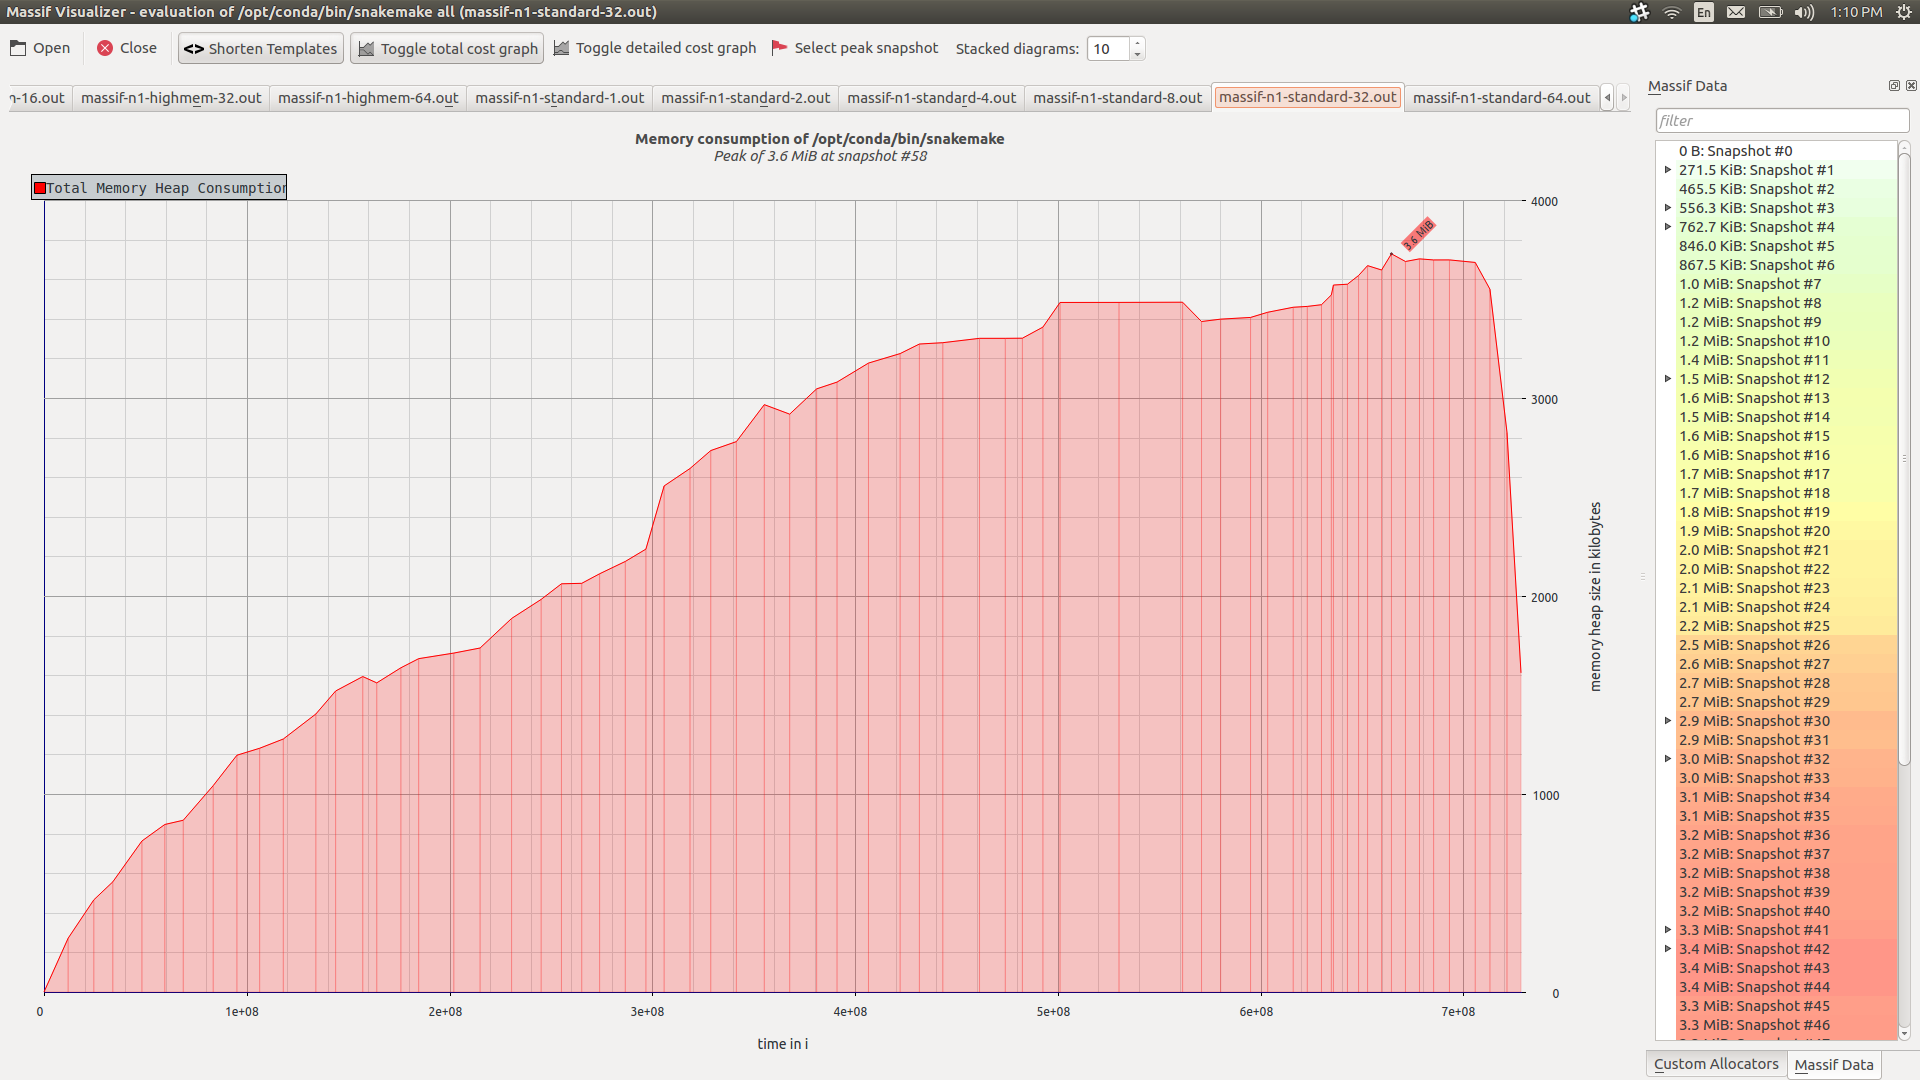 Massif Visualizer - evaluation of /opt/conda/bin/snakemake all (massif-n1-standard-32.out)
En
1:10 PM
Open
Close
<> Shorten Templates
Toggle total cost graph
Toggle detailed cost graph
Select peak snapshot
Stacked diagrams:
10
-16.out
massif-n1-highmem-32.out
massif-n1-highmem-64.out
massif-n1-standard-1.out
massif-n1-standard-2.out
massif-n1-standard-4.out
massif-n1-standard-8.out
massif-n1-standard-32.out
massif-n1-standard-64.out
Memory consumption of /opt/conda/bin/snakemake
Peak of 3.6 MiB at snapshot #58
Total Memory Heap Consumption
3.6 MiB
4000
3000
2000
1000
0
memory heap size in kilobytes
0
1e+08
2e+08
3e+08
4e+08
5e+08
6e+08
7e+08
time in i
Massif Data
filter
0 B: Snapshot #0
271.5 KiB: Snapshot #1
465.5 KiB: Snapshot #2
556.3 KiB: Snapshot #3
762.7 KiB: Snapshot #4
846.0 KiB: Snapshot #5
867.5 KiB: Snapshot #6
1.0 MiB: Snapshot #7
1.2 MiB: Snapshot #8
1.2 MiB: Snapshot #9
1.2 MiB: Snapshot #10
1.4 MiB: Snapshot #11
1.5 MiB: Snapshot #12
1.6 MiB: Snapshot #13
1.5 MiB: Snapshot #14
1.6 MiB: Snapshot #15
1.6 MiB: Snapshot #16
1.7 MiB: Snapshot #17
1.7 MiB: Snapshot #18
1.8 MiB: Snapshot #19
1.9 MiB: Snapshot #20
2.0 MiB: Snapshot #21
2.0 MiB: Snapshot #22
2.1 MiB: Snapshot #23
2.1 MiB: Snapshot #24
2.2 MiB: Snapshot #25
2.5 MiB: Snapshot #26
2.6 MiB: Snapshot #27
2.7 MiB: Snapshot #28
2.7 MiB: Snapshot #29
2.9 MiB: Snapshot #30
2.9 MiB: Snapshot #31
3.0 MiB: Snapshot #32
3.0 MiB: Snapshot #33
3.1 MiB: Snapshot #34
3.1 MiB: Snapshot #35
3.2 MiB: Snapshot #36
3.2 MiB: Snapshot #37
3.2 MiB: Snapshot #38
3.2 MiB: Snapshot #39
3.2 MiB: Snapshot #40
3.3 MiB: Snapshot #41
3.4 MiB: Snapshot #42
3.4 MiB: Snapshot #43
3.4 MiB: Snapshot #44
3.3 MiB: Snapshot #45
3.3 MiB: Snapshot #46
Custom Allocators
Massif Data